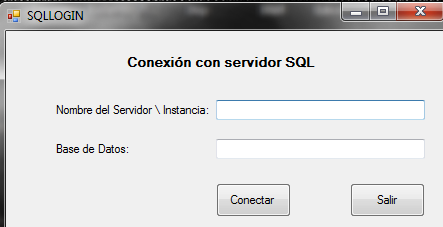 SQLLOGIN
Conexión con servidor SQL
Nombre del Servidor \ Instancia:
Base de Datos:
Conectar Salir